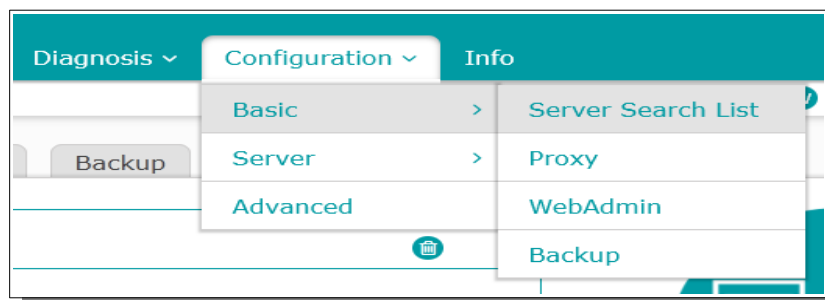 Diagnosis Configuration Info
Basic > Server Search List
Backup Server > Proxy
Advanced WebAdmin
Backup